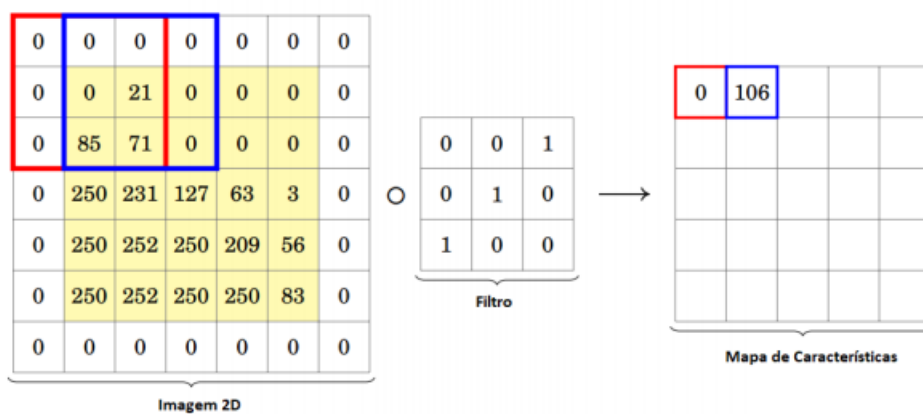 0 0 0 0 0 0 0
0 0 21 0 0 0 0
0 85 71 0 0 0 0
0 250 231 127 63 3 0
0 250 252 250 209 56 0
0 250 252 250 250 83 0
0 0 0 0 0 0 0
Imagem 2D
0 0 1
0 1 0
1 0 0
Filtro
0 106
Mapa de Características